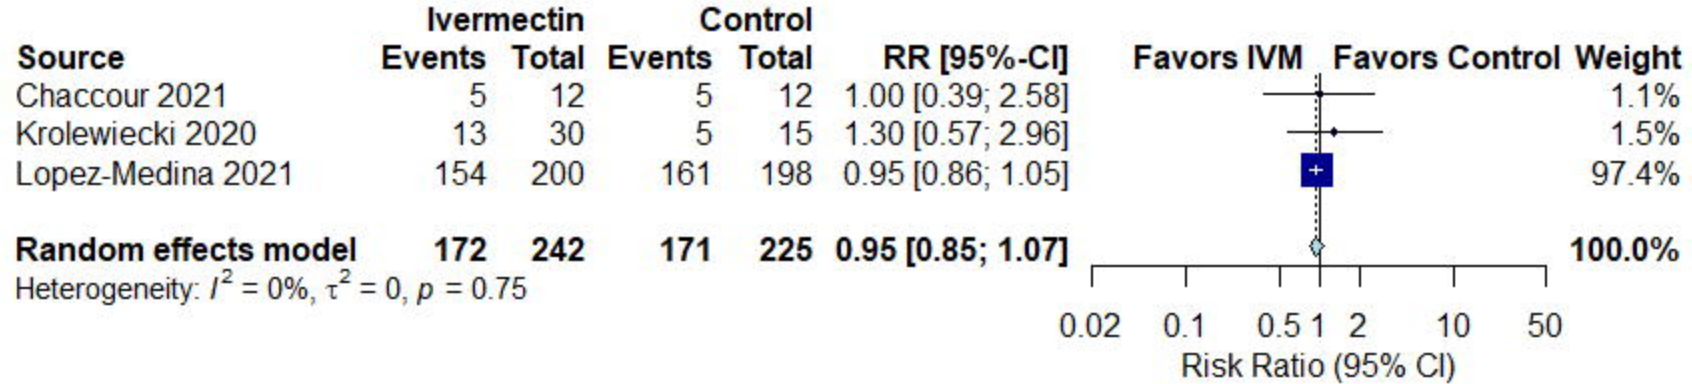 Ivermectin Control
Source Events Total Events Total RR [95%-CI] Favors IVM Favors Control Weight
Chaccour 2021 5 12 5 12 1.00 [0.39; 2.58] 1.1%
Krolewiecki 2020 13 30 5 15 1.30 [0.57; 2.96] 1.5%
Lopez-Medina 2021 154 200 161 198 0.95 [0.86; 1.05] 97.4%
Random effects model 172 242 171 225 0.95 [0.85; 1.07] 100.0%
Heterogeneity: I² = 0%, τ² = 0, p = 0.75
0.02 0.1 0.5 1 2 10 50
Risk Ratio (95% CI)